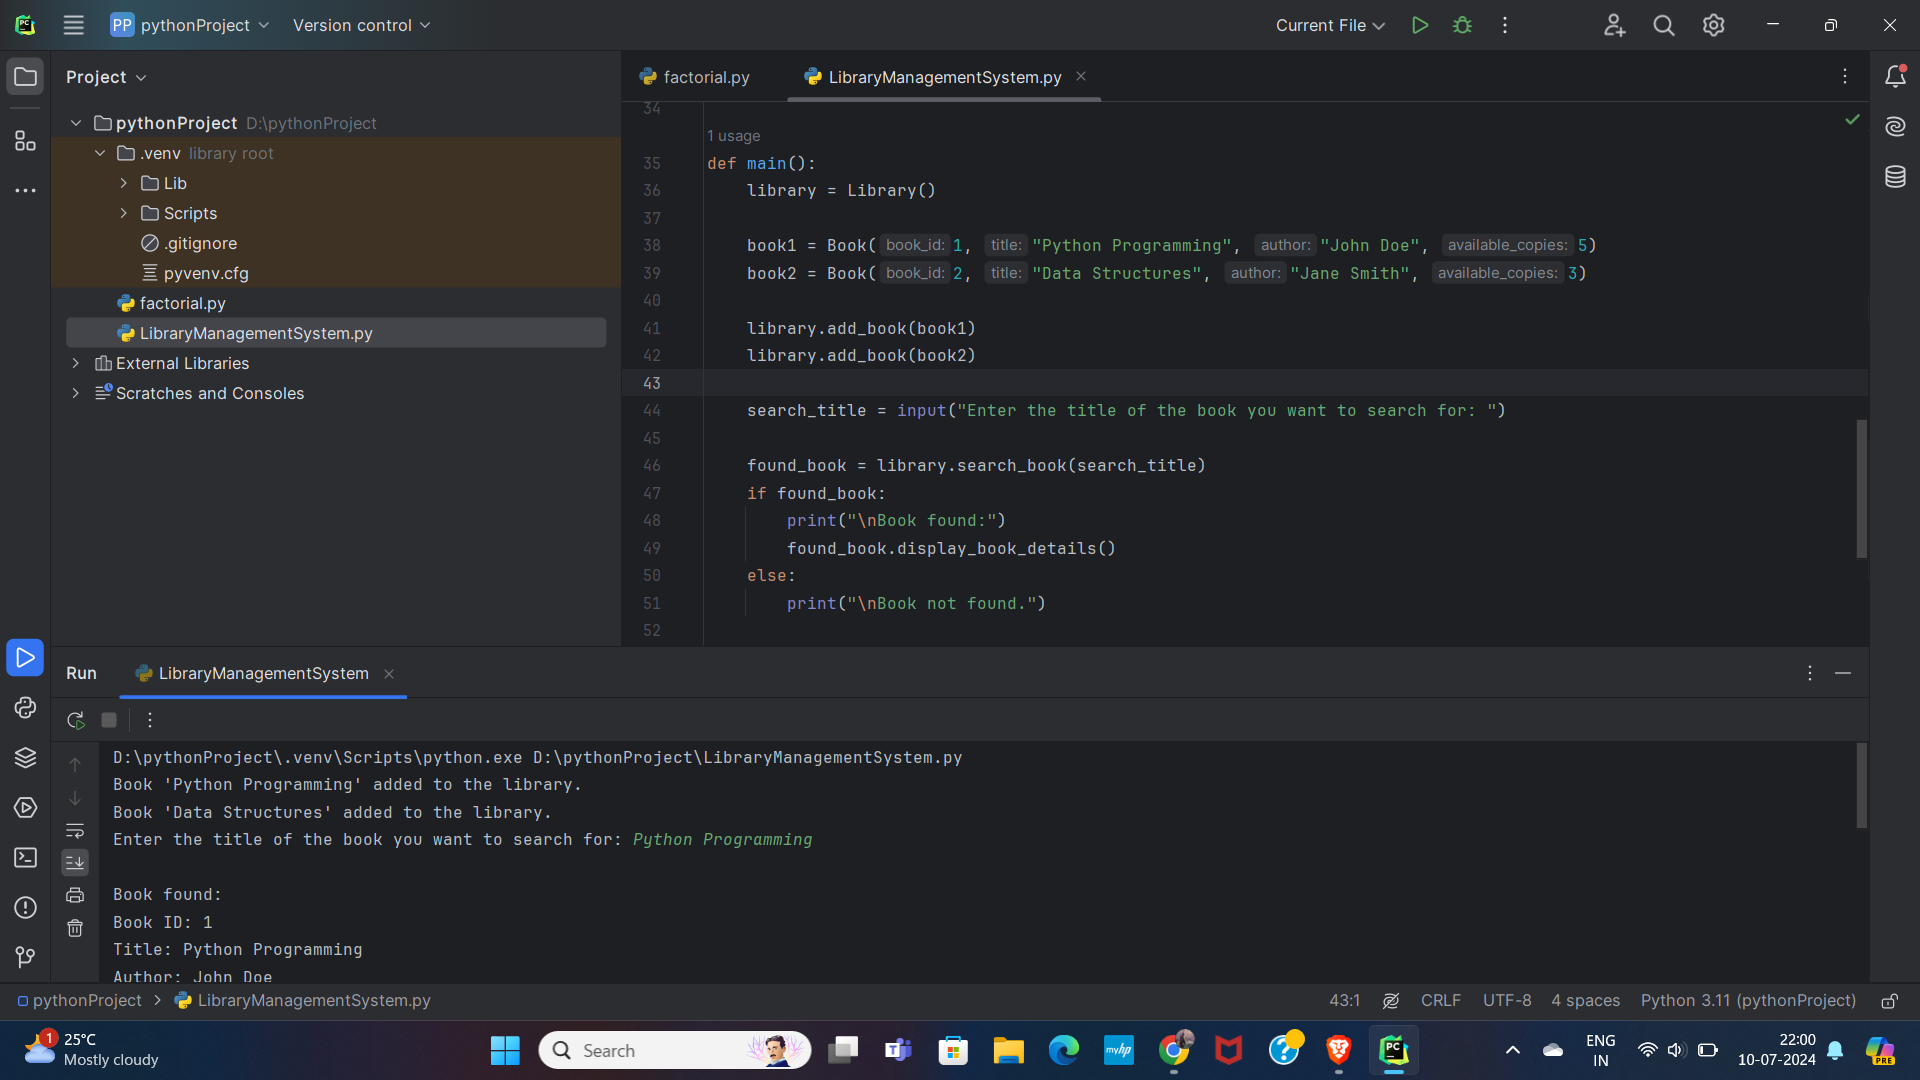 PP pythonProject Version control Current File
Project
pythonProject D:\pythonProject
.venv library root
Lib
Scripts
.gitignore
pyvenv.cfg
factorial.py
LibraryManagementSystem.py
External Libraries
Scratches and Consoles
factorial.py LibraryManagementSystem.py
34
1 usage
35 def main():
36 library = Library()
37
38 book1 = Book( book_id: 1, title: "Python Programming", author: "John Doe", available_copies: 5)
39 book2 = Book( book_id: 2, title: "Data Structures", author: "Jane Smith", available_copies: 3)
40
41 library.add_book(book1)
42 library.add_book(book2)
43
44 search_title = input("Enter the title of the book you want to search for: ")
45
46 found_book = library.search_book(search_title)
47 if found_book:
48 print("\nBook found:")
49 found_book.display_book_details()
50 else:
51 print("\nBook not found.")
52
Run LibraryManagementSystem
D:\pythonProject\.venv\Scripts\python.exe D:\pythonProject\LibraryManagementSystem.py
Book 'Python Programming' added to the library.
Book 'Data Structures' added to the library.
Enter the title of the book you want to search for: Python Programming
Book found:
Book ID: 1
Title: Python Programming
Author: John Doe
pythonProject LibraryManagementSystem.py 43:1 CRLF UTF-8 4 spaces Python 3.11 (pythonProject)
1 25°C
Mostly cloudy
Search
myhp
PC
PRE
ENG
IN
22:00
10-07-2024